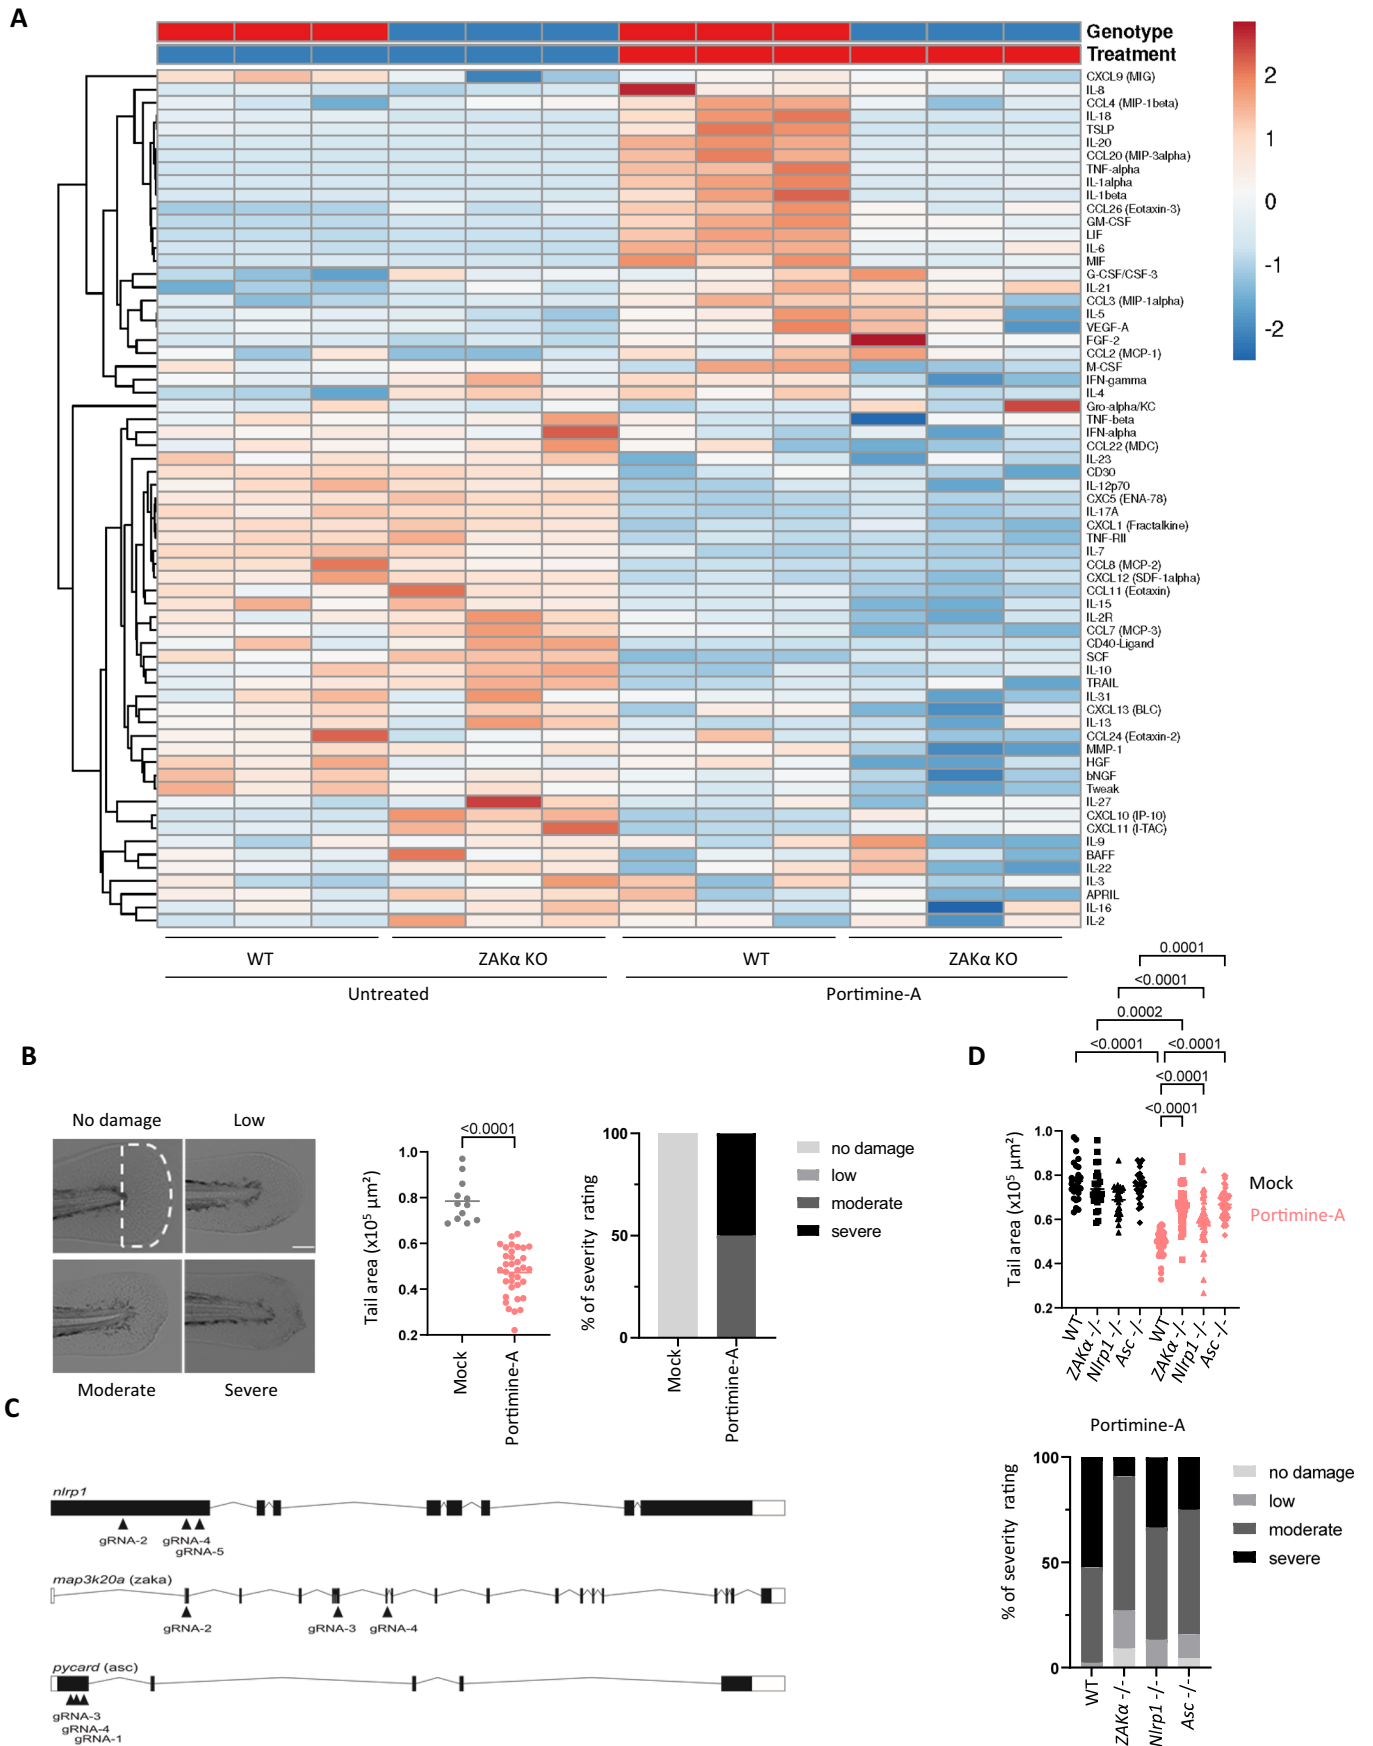 A
Genotype
Treatment
CXCL9 (MIG)
IL-8
CCL4 (MIP-1beta)
IL-18
TSLP
IL-20
CCL20 (MIP-3alpha)
TNF-alpha
IL-1alpha
IL-1beta
CCL26 (Eotaxin-3)
GM-CSF
LIF
IL-6
MIF
G-CSF/CSF-3
IL-21
CCL3 (MIP-1alpha)
IL-5
VEGF-A
FGF-2
CCL2 (MCP-1)
M-CSF
IFN-gamma
IL-4
Gro-alpha/KC
TNF-beta
IFN-alpha
CCL22 (MDC)
IL-23
CD30
IL-12p70
CXC5 (ENA-78)
IL-17A
CXCL1 (Fractalkine)
TNF-RII
IL-7
CCL8 (MCP-2)
CXCL12 (SDF-1alpha)
CCL11 (Eotaxin)
IL-15
IL-2R
CCL7 (MCP-3)
CD40-Ligand
SCF
IL-10
TRAIL
IL-31
CXCL13 (BLC)
IL-13
CCL24 (Eotaxin-2)
MMP-1
HGF
bNGF
Tweak
IL-27
CXCL10 (IP-10)
CXCL11 (I-TAC)
IL-9
BAFF
IL-22
IL-3
APRIL
IL-16
IL-2
2
1
0
-1
-2
WT
ZAKα KO
WT
ZAKα KO
Untreated
Portimine-A
B
No damage
Low
Moderate
Severe
<0.0001
Tail area (x10⁵ µm²)
1.0
0.8
0.6
0.4
0.2
Mock
Portimine-A
% of severity rating
100
50
0
Mock
Portimine-A
no damage
low
moderate
severe
C
nlrp1
gRNA-2
gRNA-4
gRNA-5
map3k20a (zaka)
gRNA-2
gRNA-3
gRNA-4
pycard (asc)
gRNA-3
gRNA-4
gRNA-1
D
0.0001
<0.0001
0.0002
<0.0001
<0.0001
<0.0001
<0.0001
Tail area (x10⁵ µm²)
1.0
0.8
0.6
0.4
0.2
WT
ZAKα -/-
Nlrp1 -/-
Asc -/-
WT
ZAKα -/-
Nlrp1 -/-
Asc -/-
Mock
Portimine-A
Portimine-A
% of severity rating
100
50
0
WT
ZAKα -/-
Nlrp1 -/-
Asc -/-
no damage
low
moderate
severe